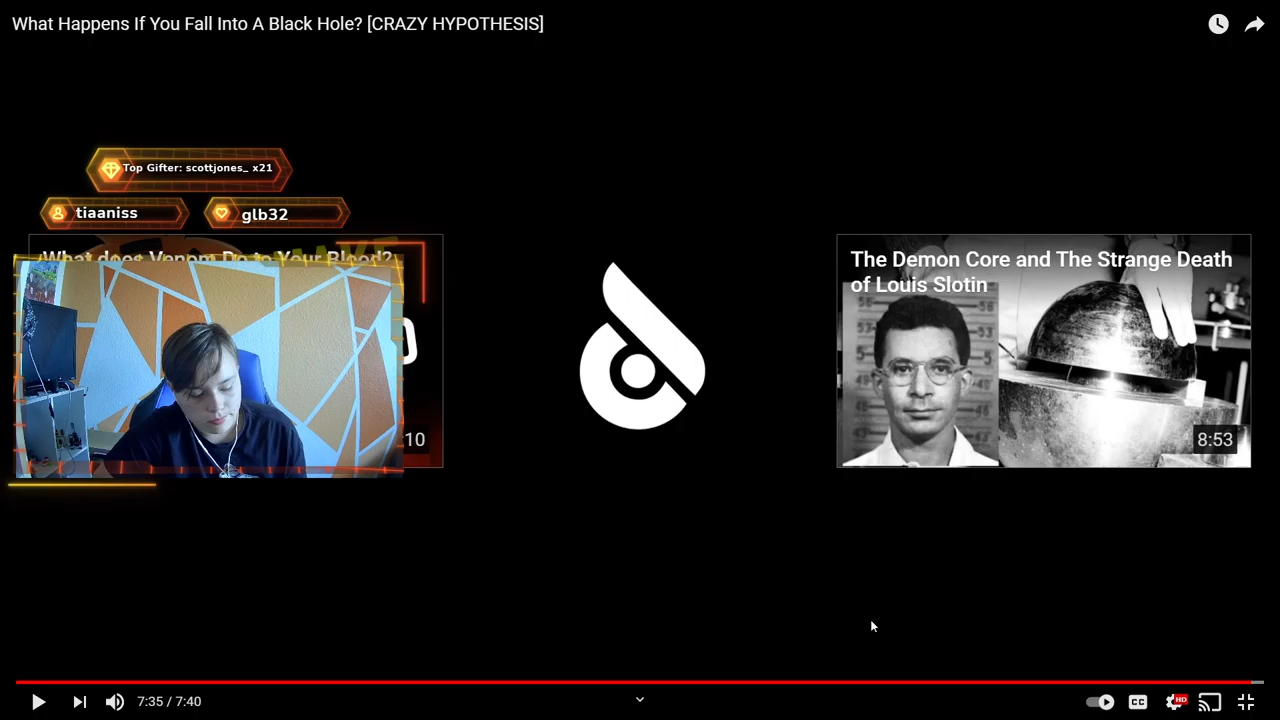 What Happens If You Fall Into A Black Hole? [CRAZY HYPOTHESIS]
Top Gifter: scottjones_ x21
tiaaniss
glb32
What does Venom Do to Your Blood?
10
The Demon Core and The Strange Death
of Louis Slotin
8:53
7:35 / 7:40
CC
HD